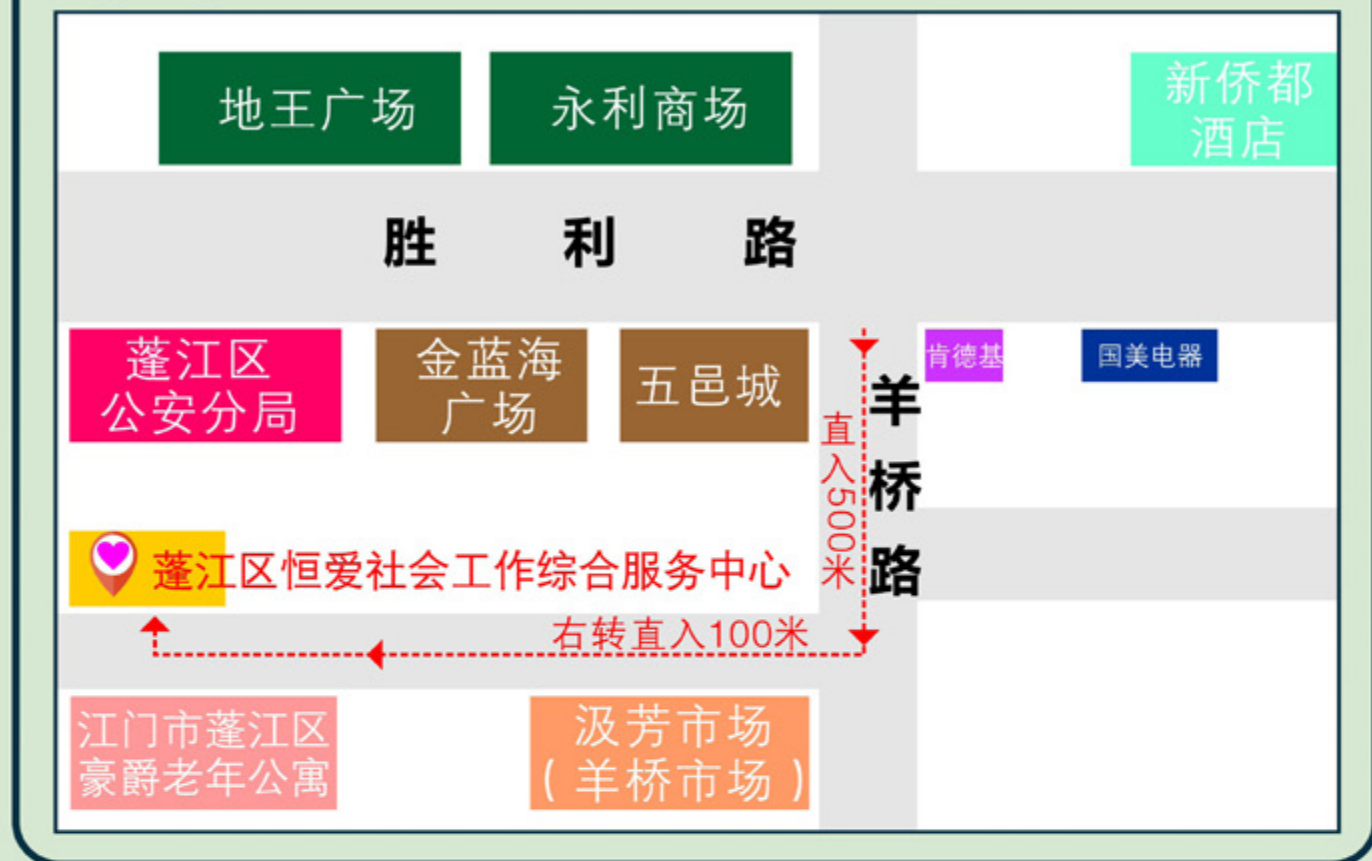 地王广场
永利商场
新侨都
酒店
胜利路
蓬江区
公安分局
金蓝海
广场
五邑城
肯德基
国美电器
羊桥路
直入500米
蓬江区恒爱社会工作综合服务中心
右转直入100米
江门市蓬江区
豪爵老年公寓
汲芳市场
(羊桥市场)